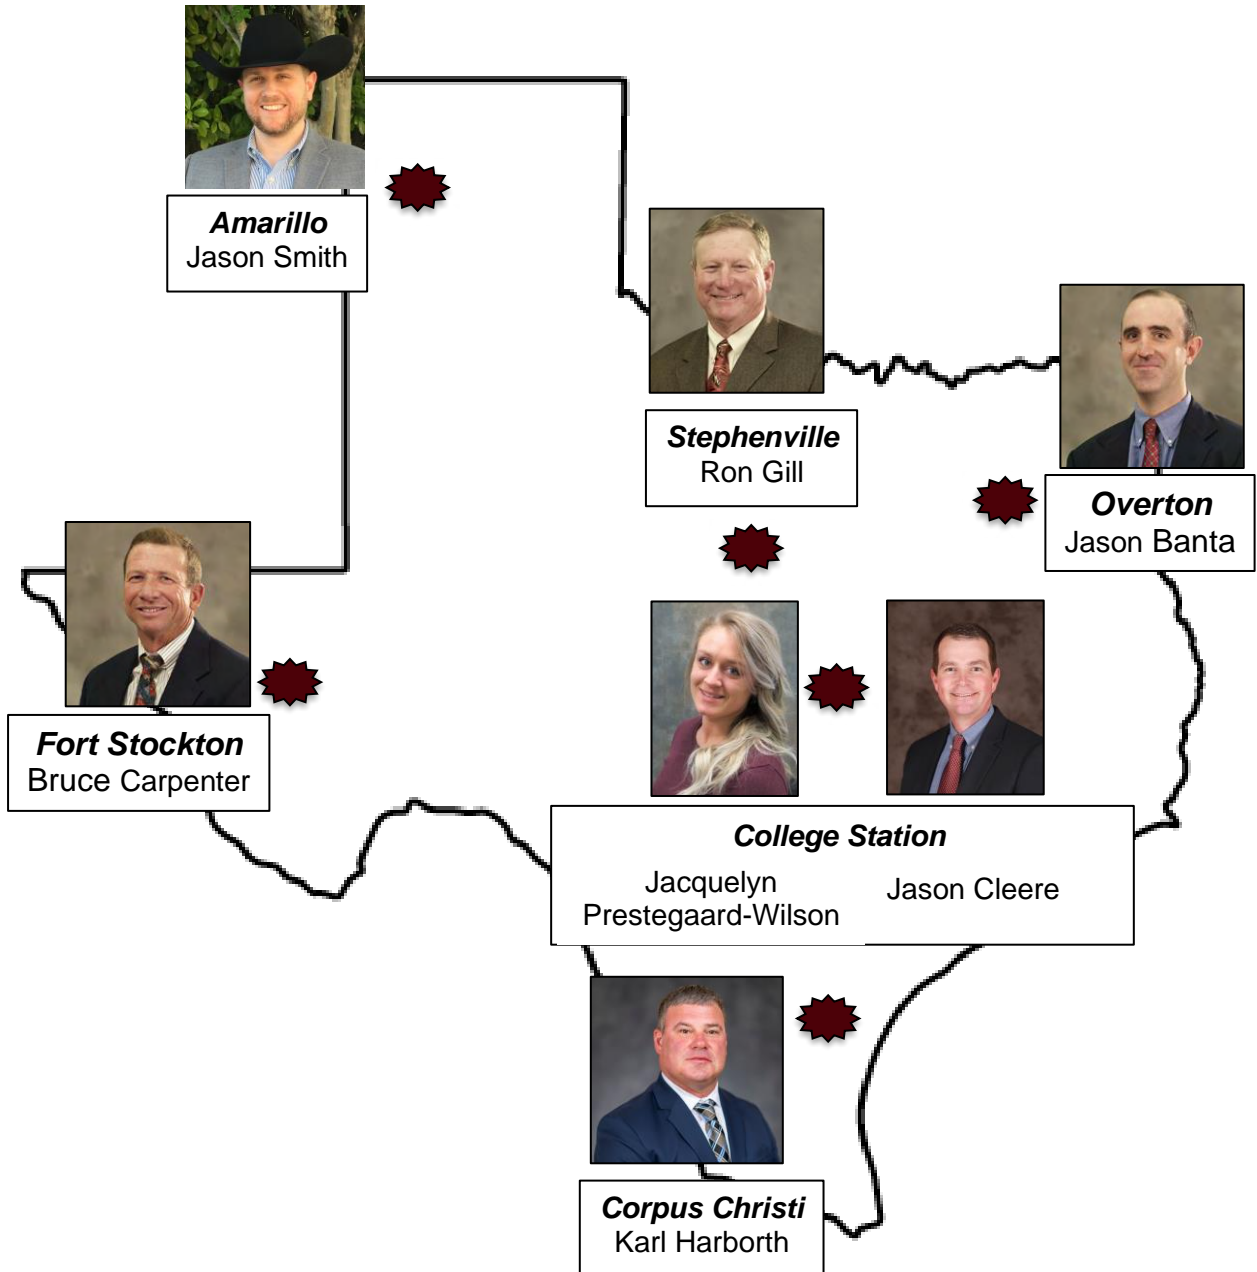 Amarillo
Jason Smith
Stephenville
Ron Gill
Overton
Jason Banta
Fort Stockton
Bruce Carpenter
College Station
Jacquelyn
Prestegaard-Wilson
Jason Cleere
Corpus Christi
Karl Harborth